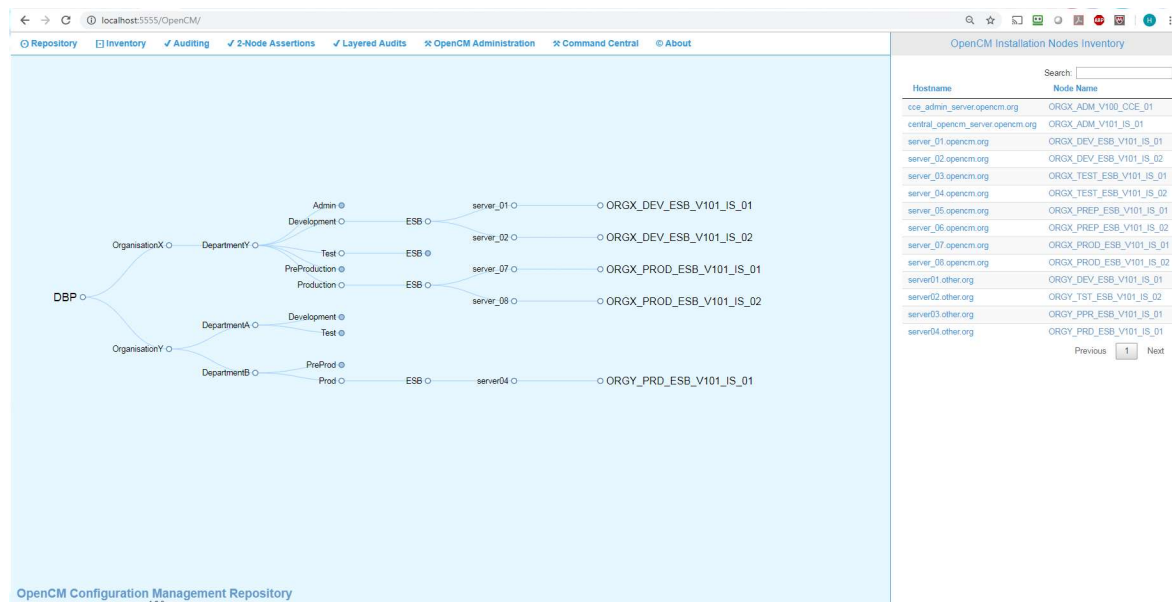 localhost:5555/OpenCM/
ABP
H
Repository
Inventory
Auditing
2-Node Assertions
Layered Audits
OpenCM Administration
Command Central
© About
OpenCM Installation Nodes Inventory
Search:
Hostname Node Name
cce_admin_server.opencm.org ORGX_ADM_V100_CCE_01
central_opencm_server.opencm.org ORGX_ADM_V101_IS_01
server_01.opencm.org ORGX_DEV_ESB_V101_IS_01
server_02.opencm.org ORGX_DEV_ESB_V101_IS_02
server_03.opencm.org ORGX_TEST_ESB_V101_IS_01
server_04.opencm.org ORGX_TEST_ESB_V101_IS_02
server_05.opencm.org ORGX_PREP_ESB_V101_IS_01
server_06.opencm.org ORGX_PREP_ESB_V101_IS_02
server_07.opencm.org ORGX_PROD_ESB_V101_IS_01
server_08.opencm.org ORGX_PROD_ESB_V101_IS_02
server01.other.org ORGY_DEV_ESB_V101_IS_01
server02.other.org ORGY_TST_ESB_V101_IS_02
server03.other.org ORGY_PPR_ESB_V101_IS_01
server04.other.org ORGY_PRD_ESB_V101_IS_01
Previous 1 Next
Admin
Development ESB server_01 ORGX_DEV_ESB_V101_IS_01
server_02 ORGX_DEV_ESB_V101_IS_02
OrganisationX DepartmentY
Test ESB
PreProduction
Production ESB server_07 ORGX_PROD_ESB_V101_IS_01
server_08 ORGX_PROD_ESB_V101_IS_02
DBP
DepartmentA Development
Test
OrganisationY
DepartmentB PreProd
Prod ESB server04 ORGY_PRD_ESB_V101_IS_01
OpenCM Configuration Management Repository